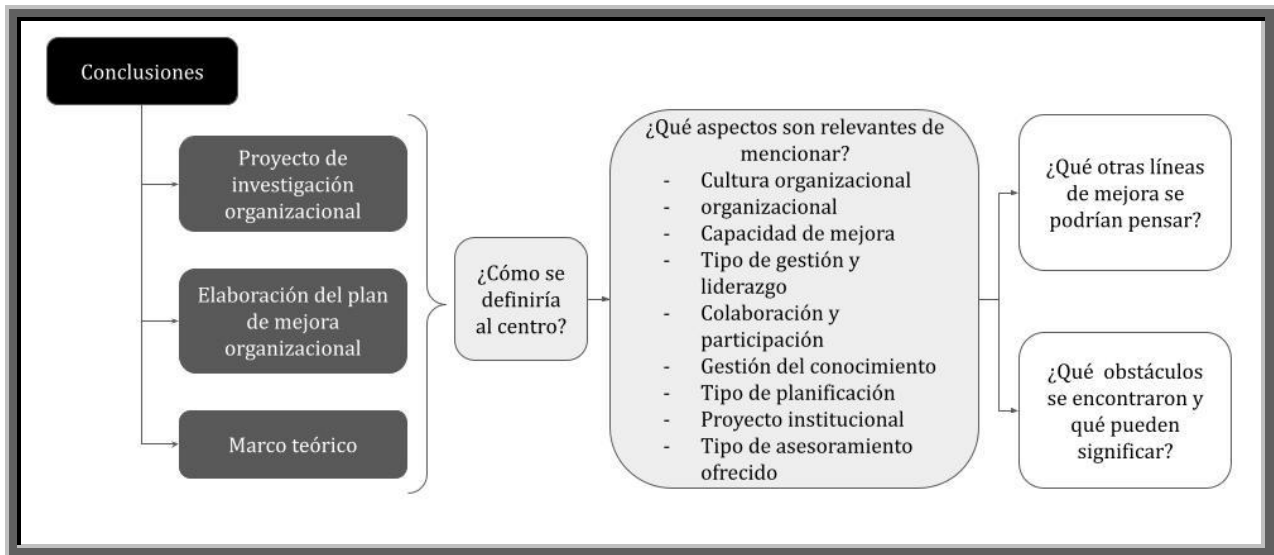 Conclusiones
Proyecto de
investigación
organizacional
Elaboración del plan
de mejora
organizacional
Marco teórico
¿Cómo se
definiría
al centro?
¿Qué aspectos son relevantes de
mencionar?
- Cultura organizacional
- organizacional
- Capacidad de mejora
- Tipo de gestión y
liderazgo
- Colaboración y
participación
- Gestión del conocimiento
- Tipo de planificación
- Proyecto institucional
- Tipo de asesoramiento
ofrecido
¿Qué otras líneas
de mejora se
podrían pensar?
¿Qué obstáculos
se encontraron y
qué pueden
significar?